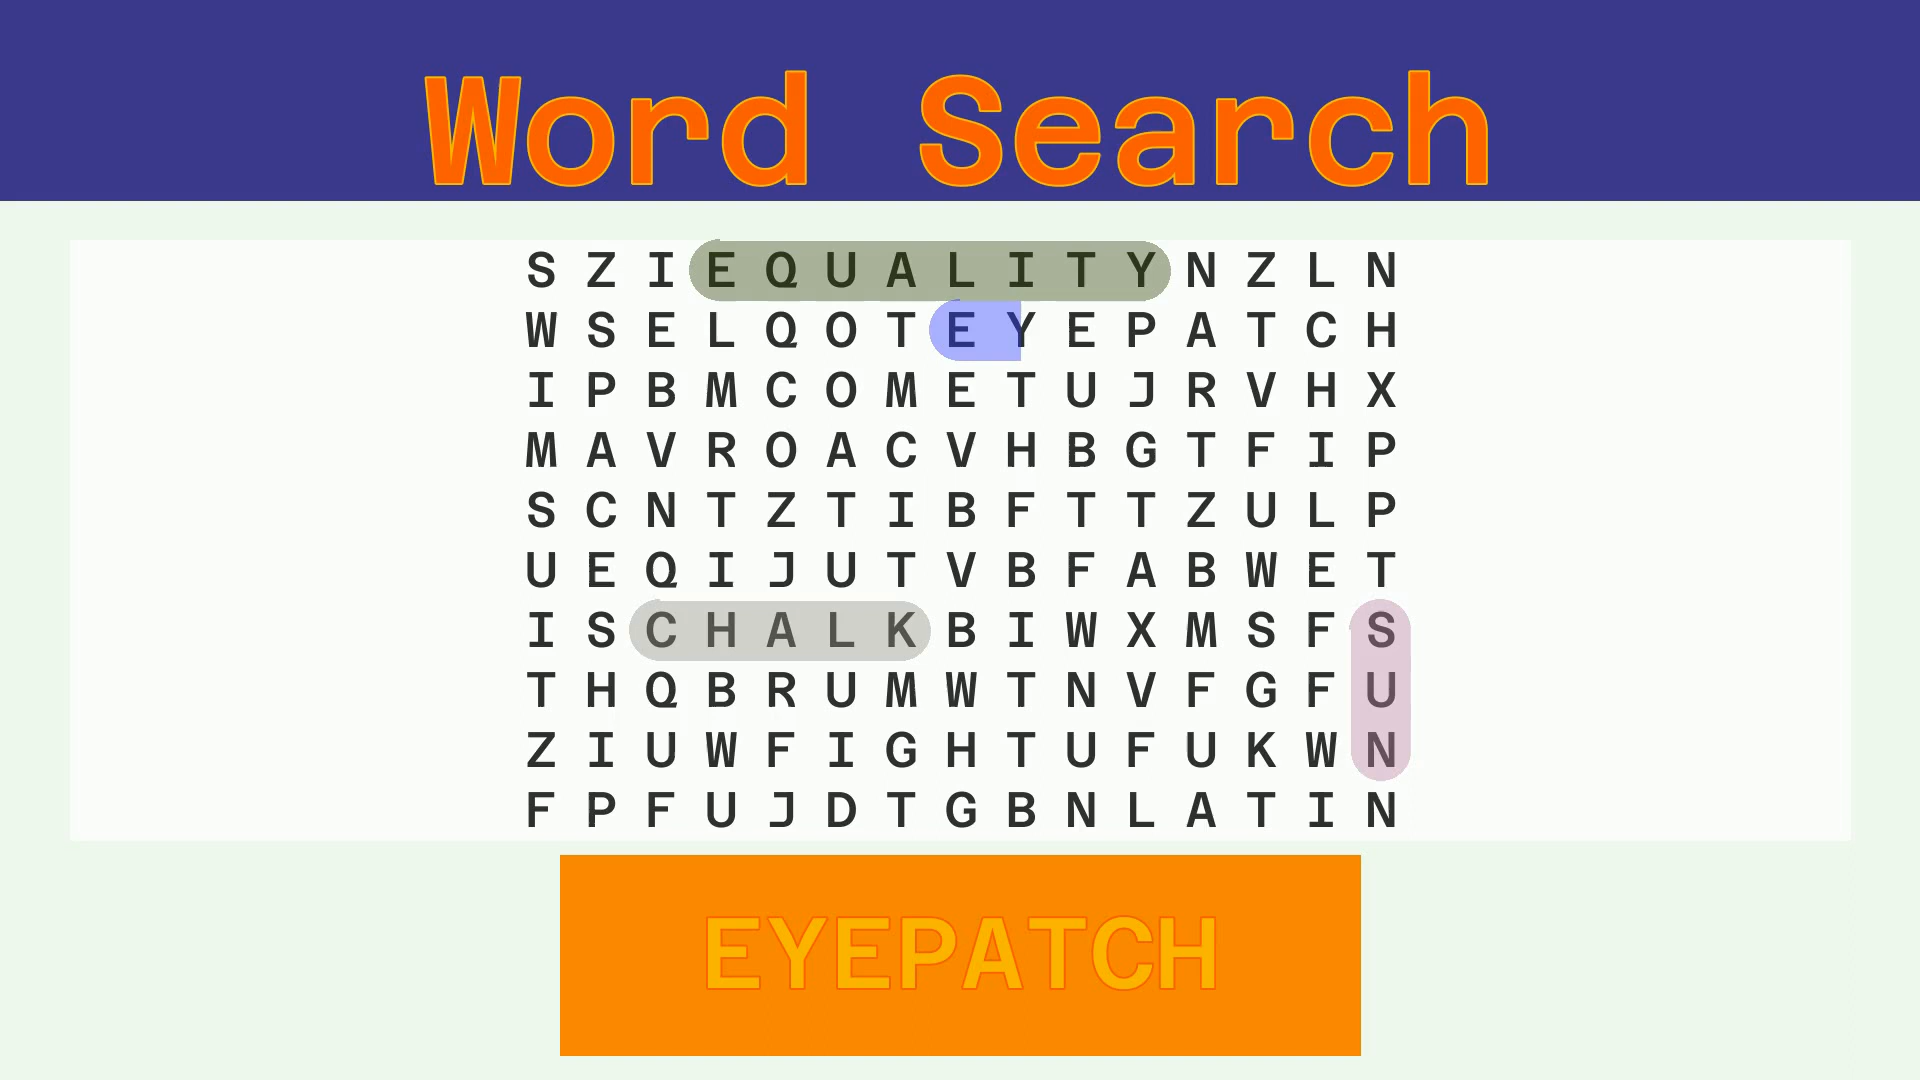 Word Search
S Z I E Q U A L I T Y N Z L N
W S E L Q O T E Y E P A T C H
I P B M C O M E T U J R V H X
M A V R O A C V H B G T F I P
S C N T Z T I B F T T Z U L P
U E Q I J U T V B F A B W E T
I S C H A L K B I W X M S F S
T H Q B R U M W T N V F G F U
Z I U W F I G H T U F U K W N
F P F U J D T G B N L A T I N
EYEPATCH